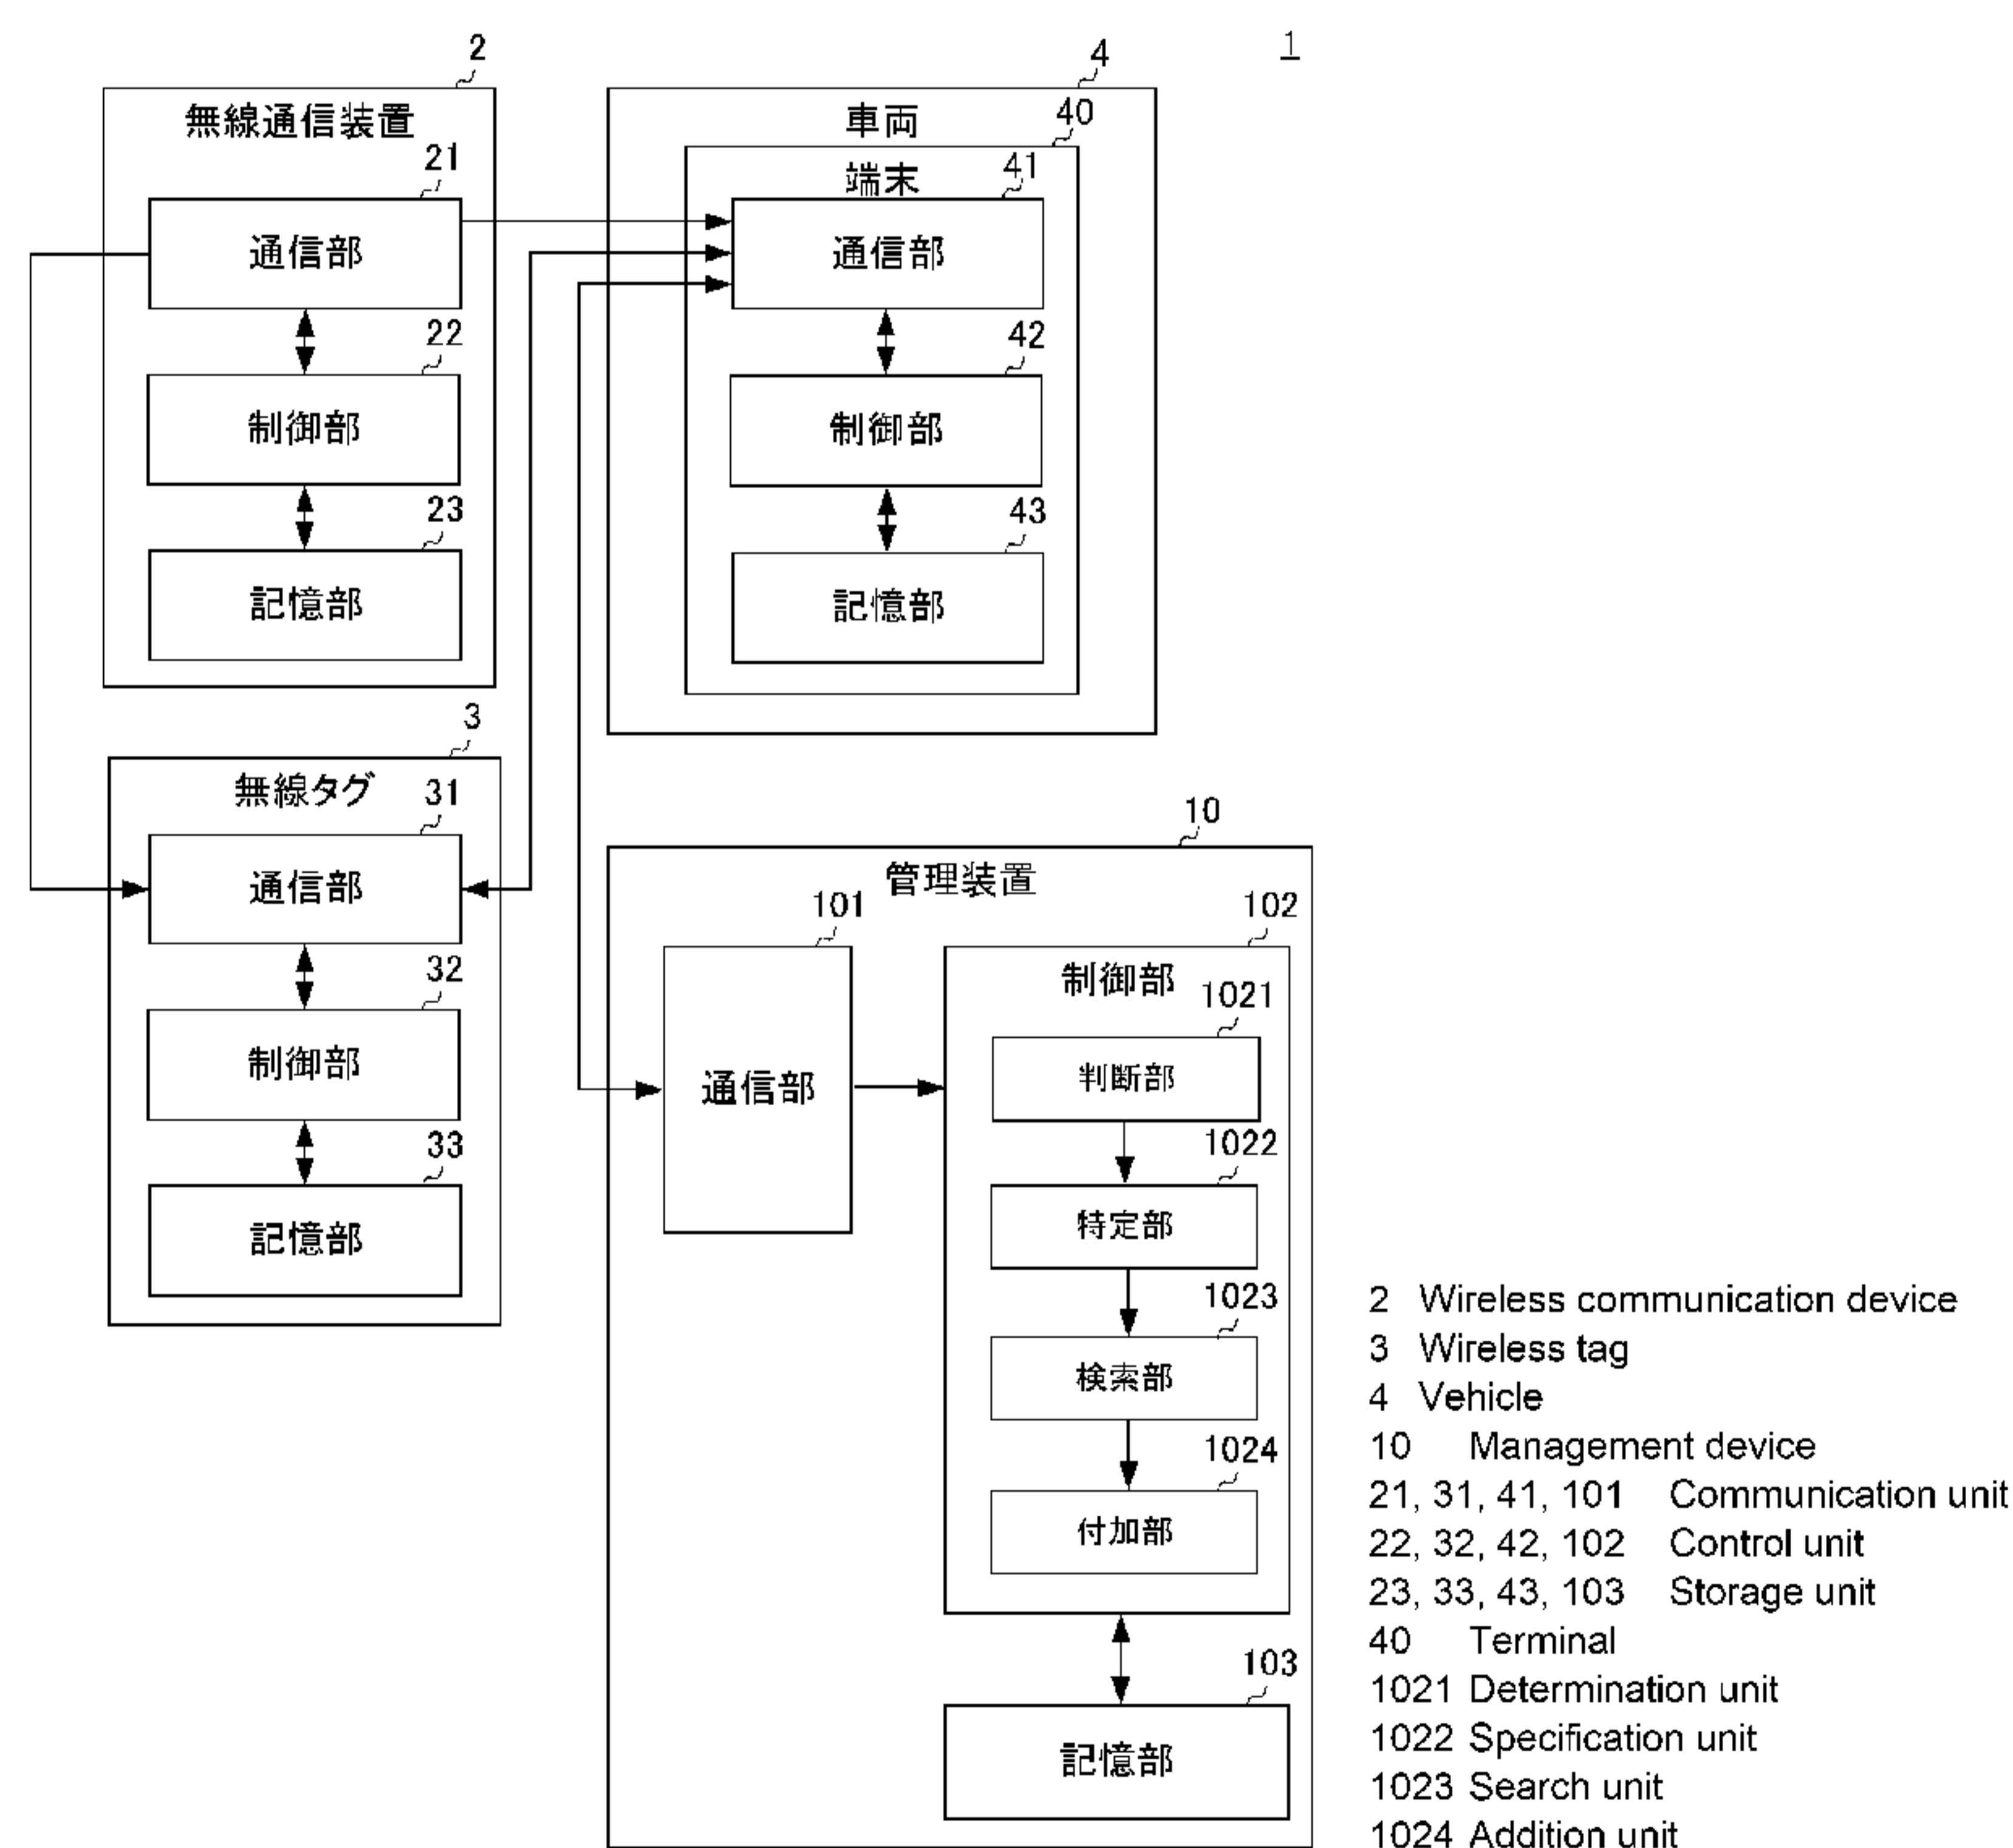 1
2
無線通信装置
21
通信部
22
制御部
23
記憶部
4
車両
40
端末
41
通信部
42
制御部
43
記憶部
3
無線タグ
31
通信部
32
制御部
33
記憶部
10
管理装置
101
通信部
102
制御部
1021
判断部
1022
特定部
1023
検索部
1024
付加部
103
記憶部
2 Wireless communication device
3 Wireless tag
4 Vehicle
10 Management device
21, 31, 41, 101 Communication unit
22, 32, 42, 102 Control unit
23, 33, 43, 103 Storage unit
40 Terminal
1021 Determination unit
1022 Specification unit
1023 Search unit
1024 Addition unit